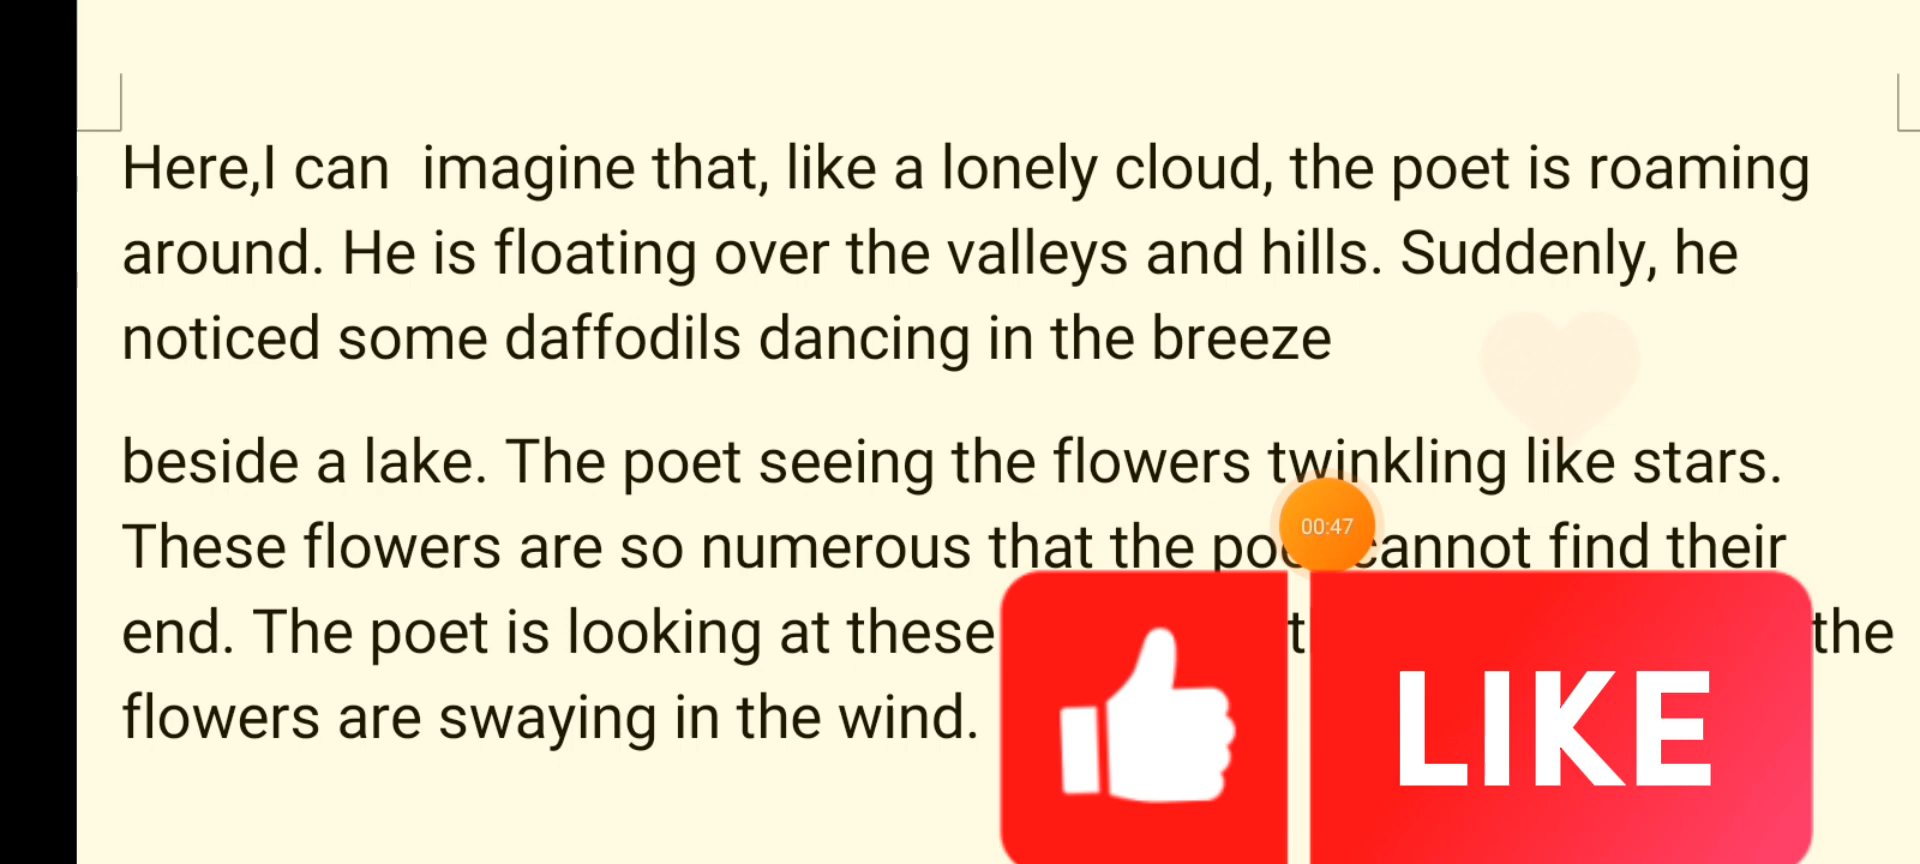 Here,I can  imagine that, like a lonely cloud, the poet is roaming
around. He is floating over the valleys and hills. Suddenly, he
noticed some daffodils dancing in the breeze
beside a lake. The poet seeing the flowers twinkling like stars.
00:47
These flowers are so numerous that the cannot find their
end. The poet is looking at these the
flowers are swaying in the wind.
LIKE